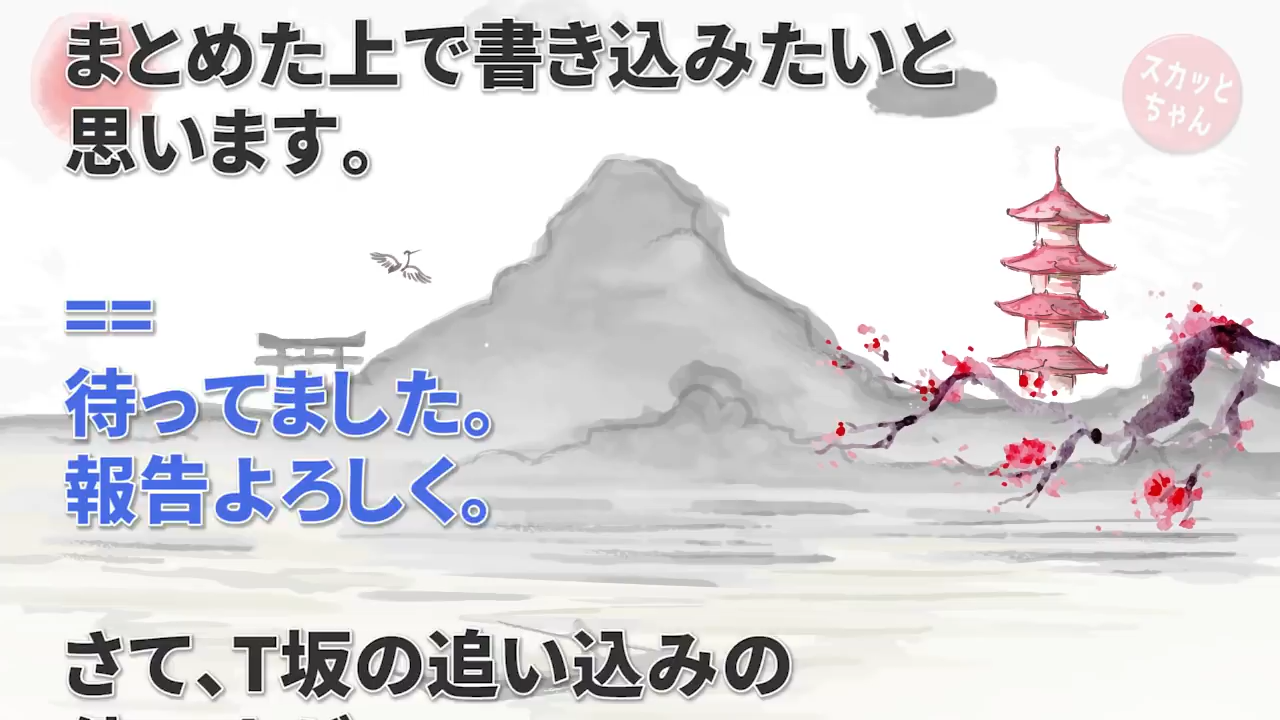 まとめた上で書き込みたいと
思います。
スカッと
ちゃん
==
待ってました。
報告よろしく。
さて、T坂の追い込みの